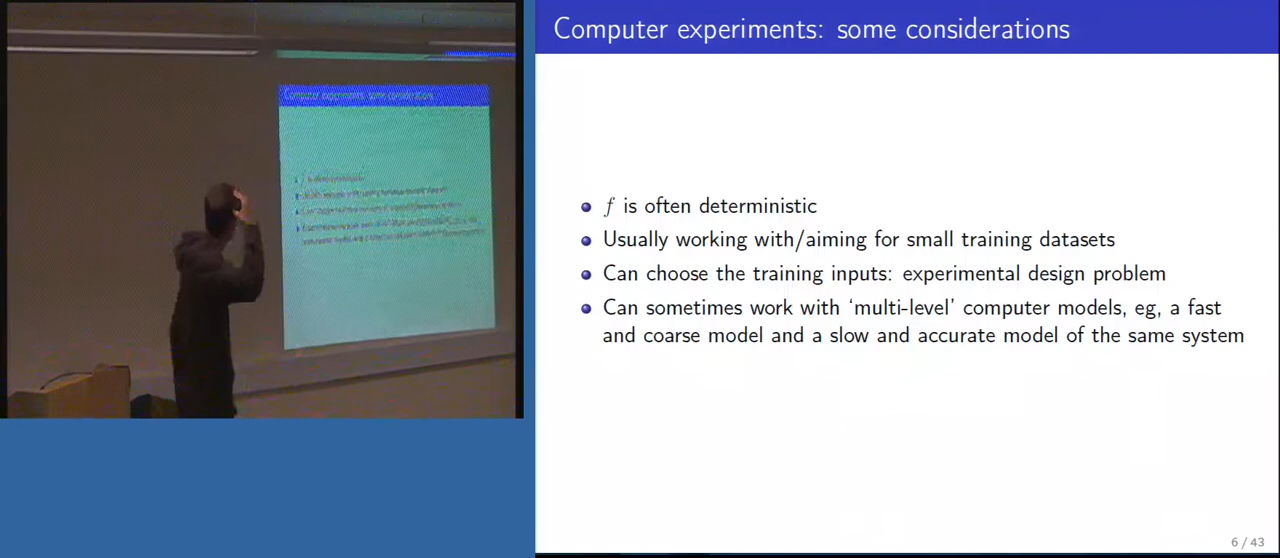 Computer experiments: some considerations
f is often deterministic
Usually working with/aiming for small training datasets
Can choose the training inputs: experimental design problem
Can sometimes work with ‘multi-level’ computer models, eg, a fast
and coarse model and a slow and accurate model of the same system
6 / 43